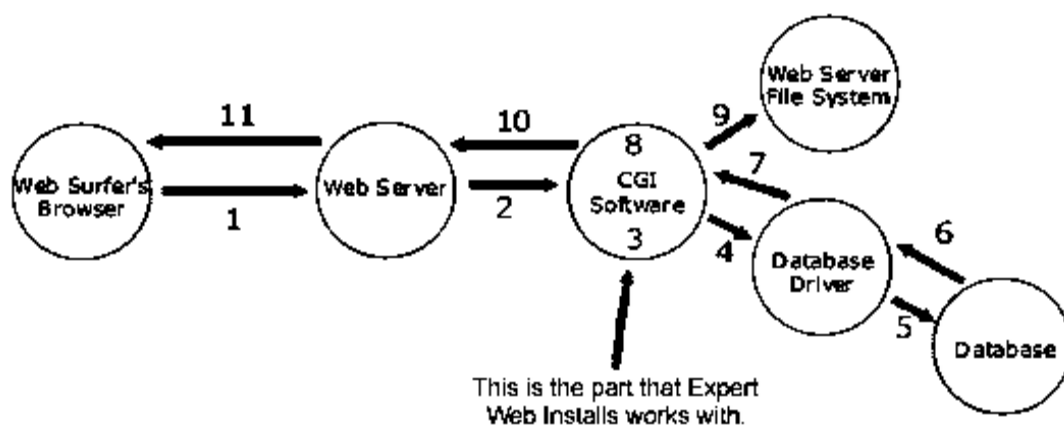 11
Web Surfer's
Browser
1
Web Server
10
2
8
CGI
Software
3
9
Web Server
File System
7
4
Database
Driver
6
5
Database
This is the part that Expert
Web Installs works with.